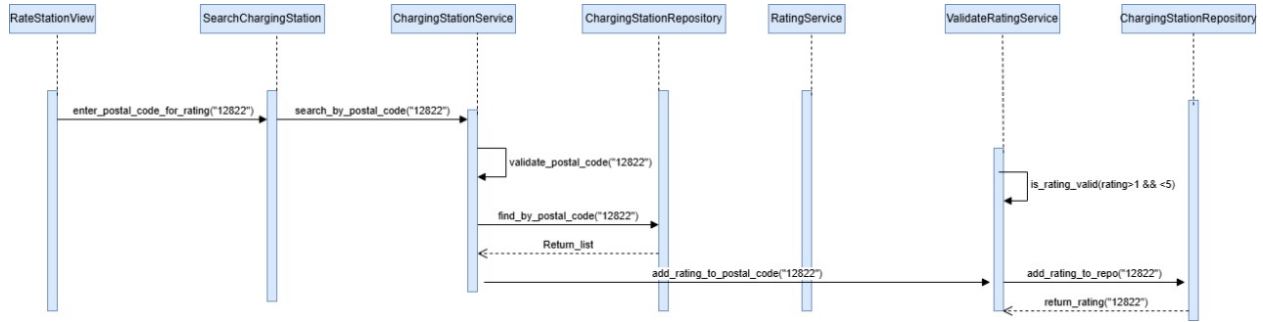 RateStationView
SearchChargingStation
ChargingStationService
ChargingStationRepository
RatingService
ValidateRatingService
ChargingStationRepository
enter_postal_code_for_rating("12822")
search_by_postal_code("12822")
validate_postal_code("12822")
is_rating_valid(rating>1 && <5)
find_by_postal_code("12822")
Return_list
add_rating_to_postal_code("12822")
add_rating_to_repo("12822")
return_rating("12822")